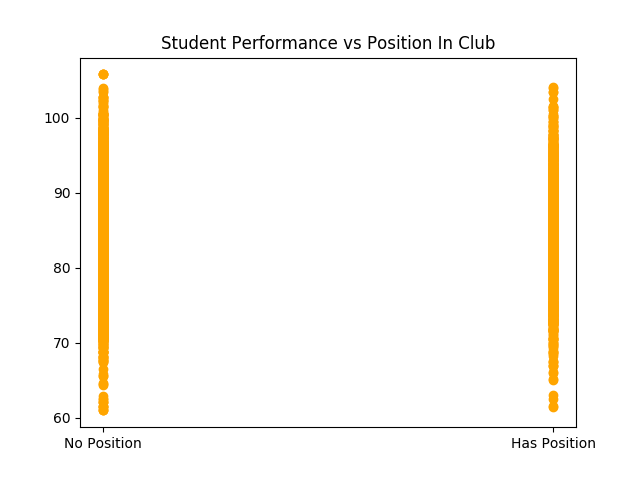 Student Performance vs Position In Club
100
90
80
70
60
No Position
Has Position